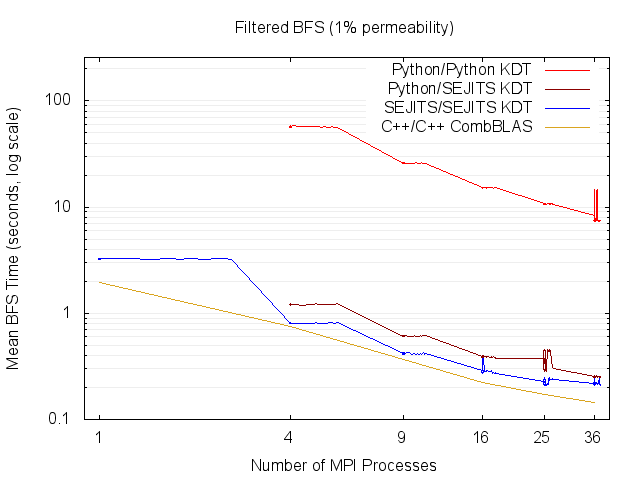 Filtered BFS (1% permeability)
Python/Python KDT
Python/SEJITS KDT
SEJITS/SEJITS KDT
C++/C++ CombBLAS
Mean BFS Time (seconds, log scale)
100
10
1
0.1
1 4 9 16 25 36
Number of MPI Processes